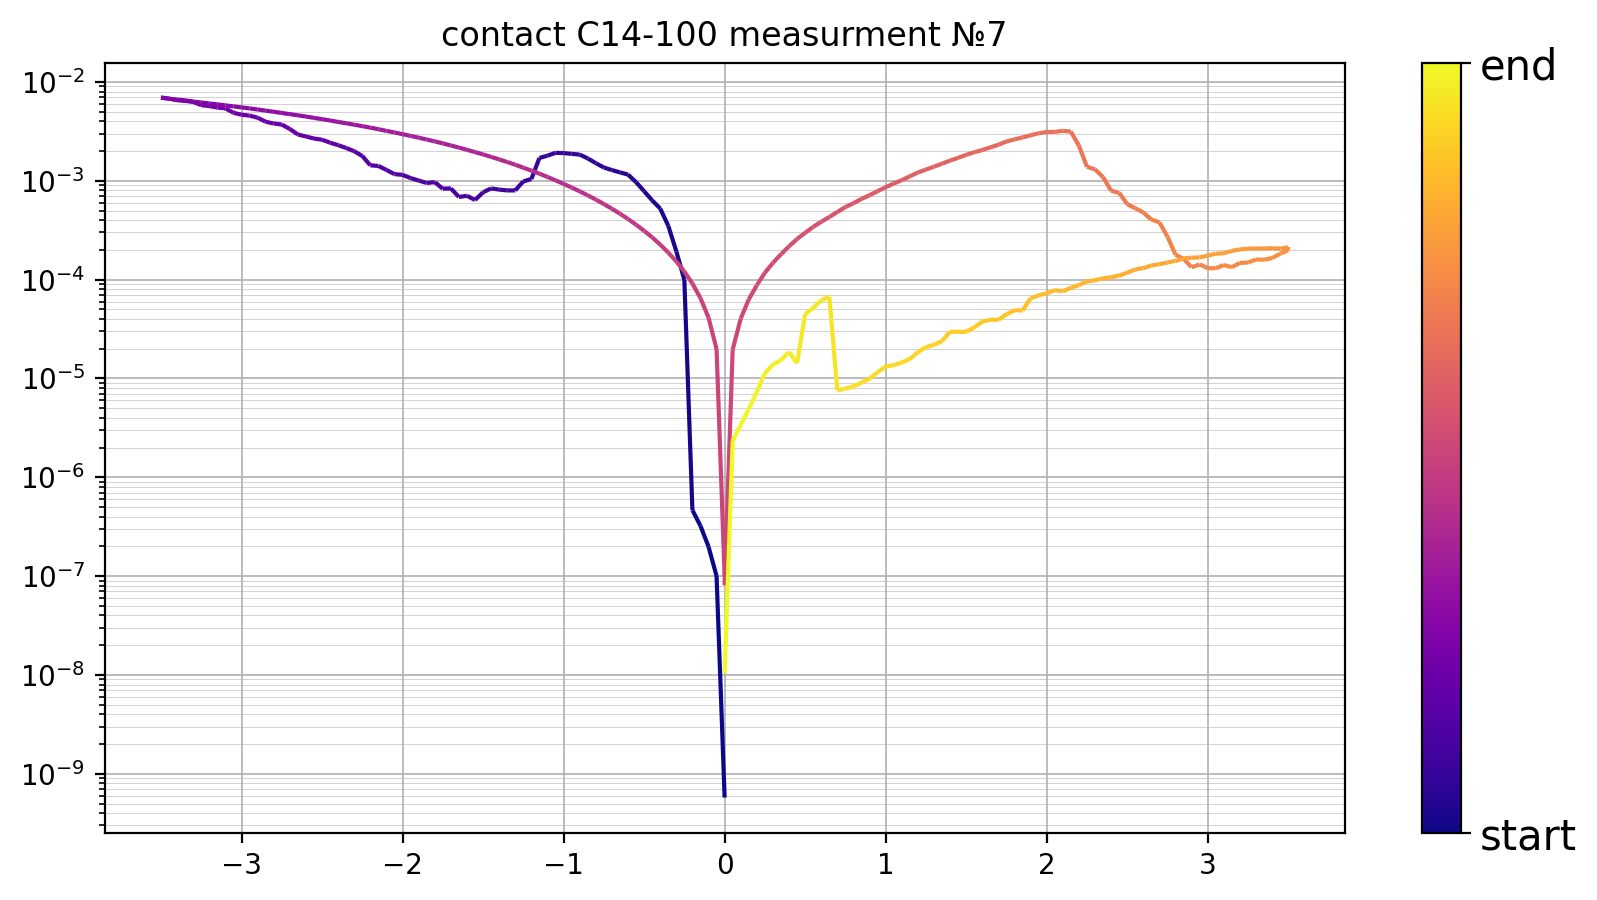 contact C14-100 measurment №7
10⁻²
10⁻³
10⁻⁴
10⁻⁵
10⁻⁶
10⁻⁷
10⁻⁸
10⁻⁹
−3 −2 −1 0 1 2 3
end
start